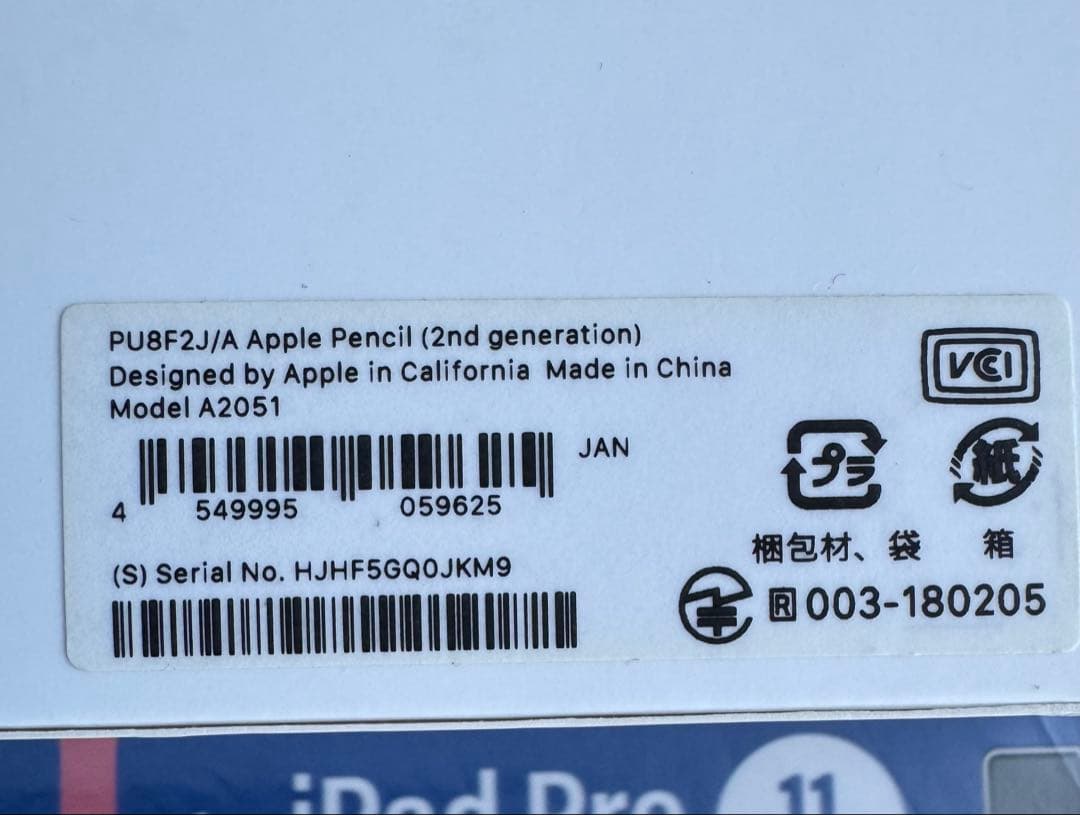 PU8F2J/A Apple Pencil (2nd generation)
Designed by Apple in California Made in China
Model A2051
JAN
4 549995 059625
(S) Serial No. HJHF5GQ0JKM9
VCCI
プラ 紙
梱包材、袋 箱
R 003-180205
iPad Pro 11